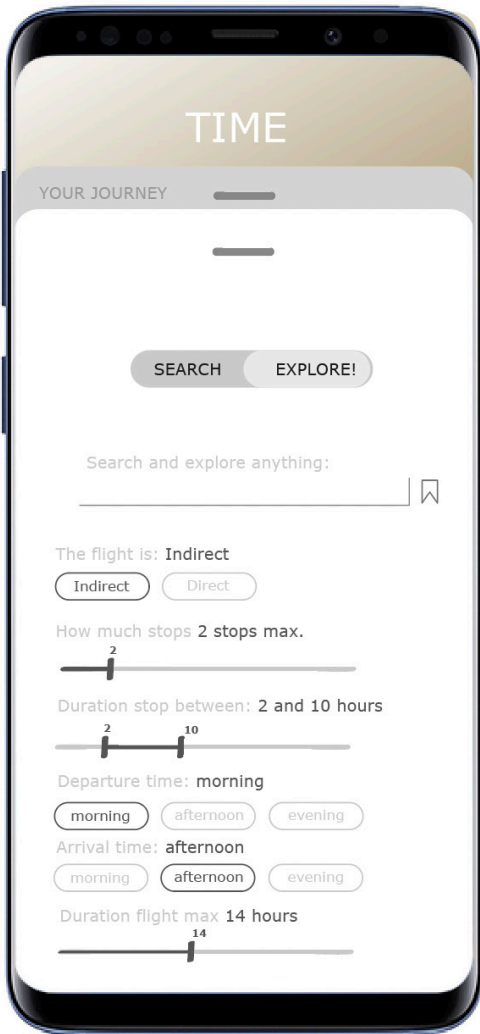 TIME
YOUR JOURNEY
SEARCH EXPLORE!
Search and explore anything:
The flight is: Indirect
Indirect Direct
How much stops 2 stops max.
2
Duration stop between: 2 and 10 hours
2 10
Departure time: morning
morning afternoon evening
Arrival time: afternoon
morning afternoon evening
Duration flight max 14 hours
14